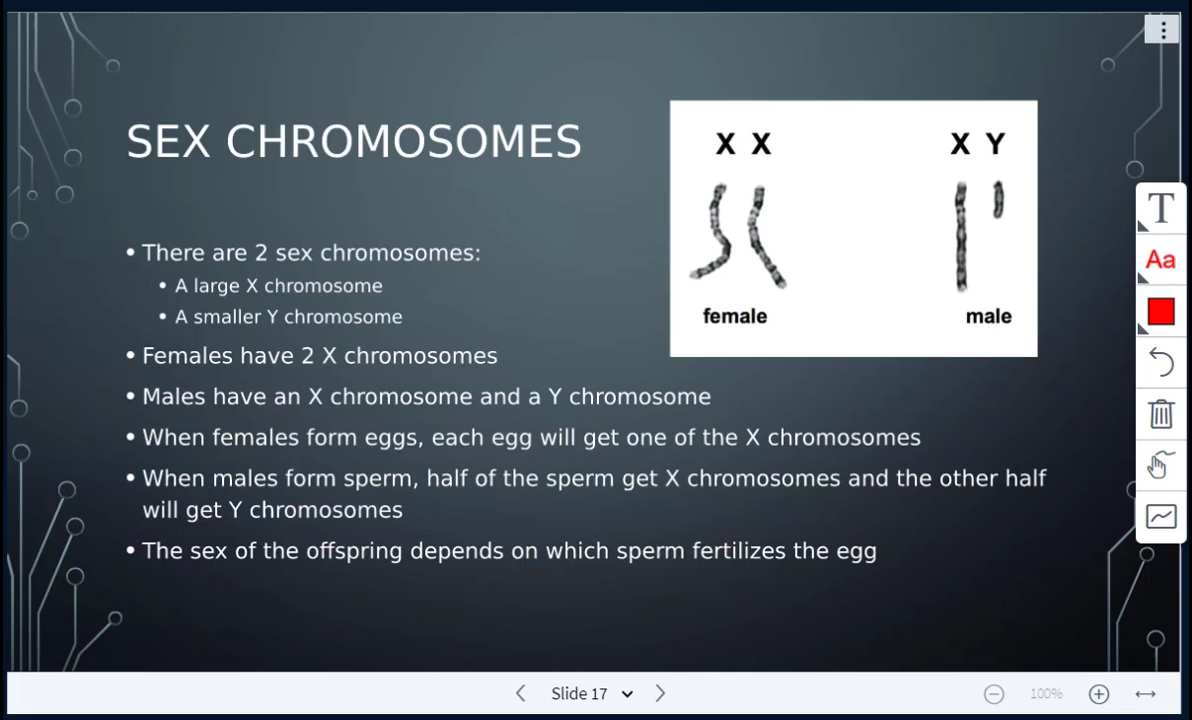 SEX CHROMOSOMES
X X
X Y
female
male
• There are 2 sex chromosomes:
• A large X chromosome
• A smaller Y chromosome
• Females have 2 X chromosomes
• Males have an X chromosome and a Y chromosome
• When females form eggs, each egg will get one of the X chromosomes
• When males form sperm, half of the sperm get X chromosomes and the other half
will get Y chromosomes
• The sex of the offspring depends on which sperm fertilizes the egg
T
Aa
Slide 17
100%